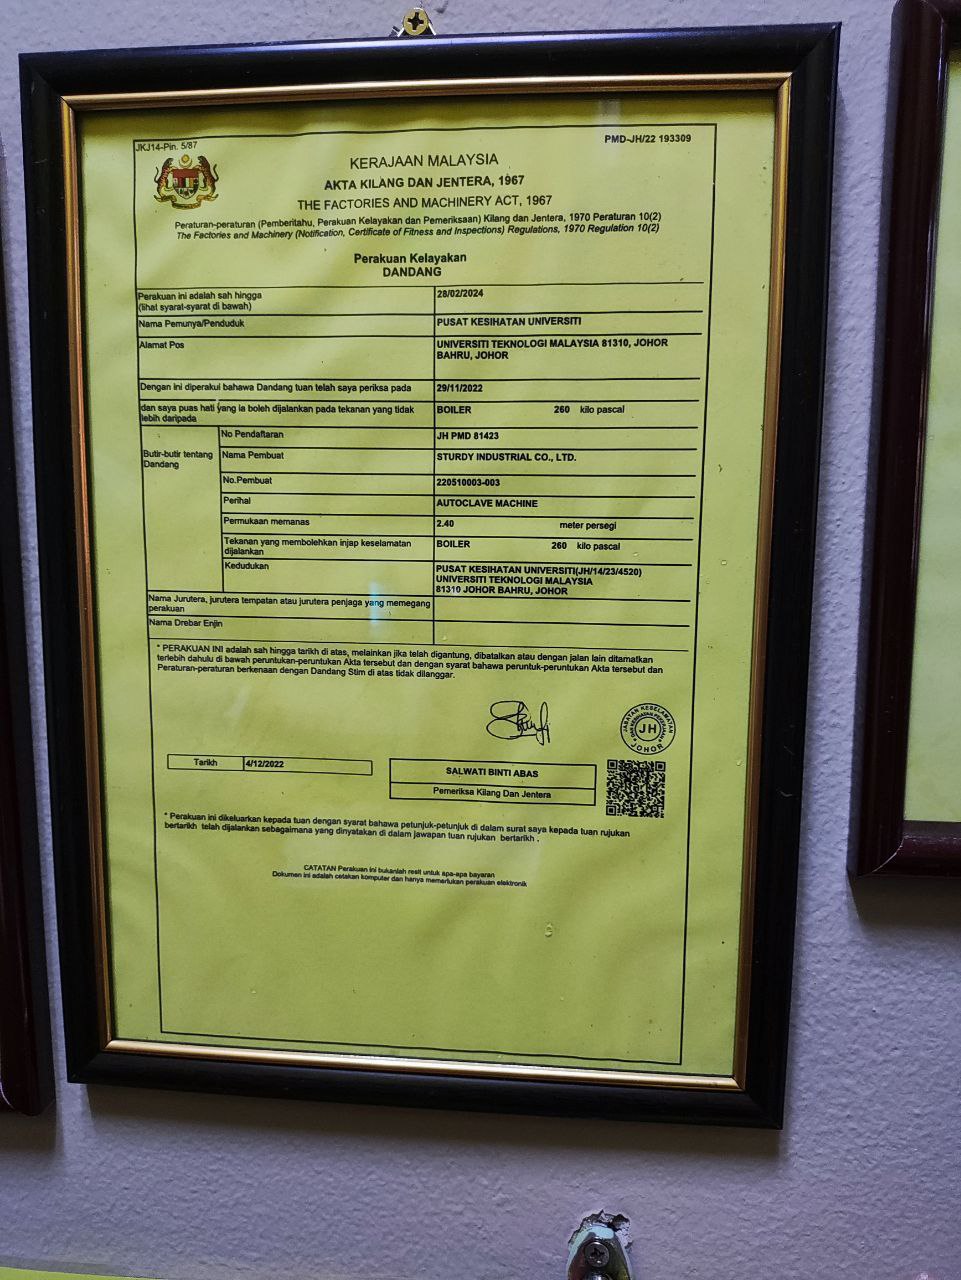 JKJ14-Pin. 5/87
PMD-JH/22 193309
KERAJAAN MALAYSIA
AKTA KILANG DAN JENTERA, 1967
THE FACTORIES AND MACHINERY ACT, 1967
Peraturan-peraturan (Pemberitahu, Perakuan Kelayakan dan Pemeriksaan) Kilang dan Jentera, 1970 Peraturan 10(2)
The Factories and Machinery (Notification, Certificate of Fitness and Inspections) Regulations, 1970 Regulation 10(2)
Perakuan Kelayakan
DANDANG
Perakuan ini adalah sah hingga
(lihat syarat-syarat di bawah)
28/02/2024
Nama Pemunya/Penduduk
PUSAT KESIHATAN UNIVERSITI
Alamat Pos
UNIVERSITI TEKNOLOGI MALAYSIA 81310, JOHOR
BAHRU, JOHOR
Dengan ini diperakui bahawa Dandang tuan telah saya periksa pada
29/11/2022
dan saya puas hati yang ia boleh dijalankan pada tekanan yang tidak
lebih daripada
BOILER 260 kilo pascal
Butir-butir tentang
Dandang
No Pendaftaran
JH PMD 81423
Nama Pembuat
STURDY INDUSTRIAL CO., LTD.
No.Pembuat
220510003-003
Perihal
AUTOCLAVE MACHINE
Permukaan memanas
2.40 meter persegi
Tekanan yang membolehkan injap keselamatan
dijalankan
BOILER 260 kilo pascal
Kedudukan
PUSAT KESIHATAN UNIVERSITI(JH/14/23/4520)
UNIVERSITI TEKNOLOGI MALAYSIA
81310 JOHOR BAHRU, JOHOR
Nama Jurutera, jurutera tempatan atau jurutera penjaga yang memegang
perakuan
Nama Drebar Enjin
* PERAKUAN INI adalah sah hingga tarikh di atas, melainkan jika telah digantung, dibatalkan atau dengan jalan lain ditamatkan
terlebih dahulu di bawah peruntukan-peruntukan Akta tersebut dan dengan syarat bahawa peruntuk-peruntukan Akta tersebut dan
Peraturan-peraturan berkenaan dengan Dandang Stim di atas tidak dilanggar.
JABATAN KESELAMATAN
DAN KESIHATAN PEKERJAAN
JH
JOHOR
Tarikh 4/12/2022
SALWATI BINTI ABAS
Pemeriksa Kilang Dan Jentera
* Perakuan ini dikeluarkan kepada tuan dengan syarat bahawa petunjuk-petunjuk di dalam surat saya kepada tuan rujukan
bertarikh telah dijalankan sebagaimana yang dinyatakan di dalam jawapan tuan rujukan bertarikh .
CATATAN Perakuan ini bukanlah resit untuk apa-apa bayaran
Dokumen ini adalah cetakan komputer dan hanya memerlukan perakuan elektronik